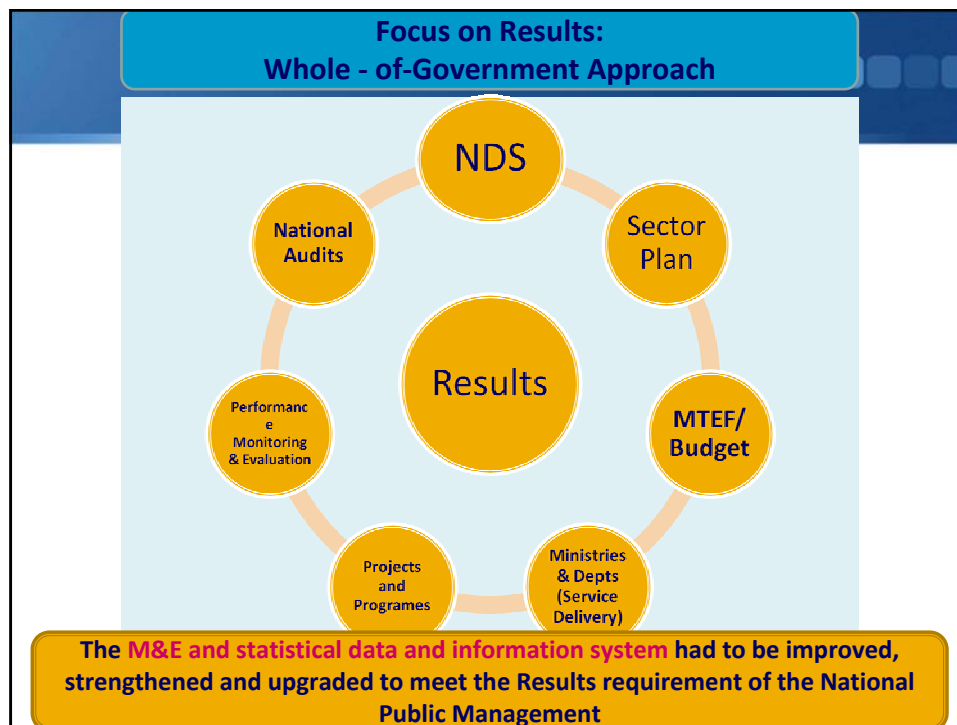 Focus on Results:
Whole - of-Government Approach
NDS
Sector
Plan
MTEF/
Budget
Ministries
& Depts
(Service
Delivery)
Projects
and
Programes
Performanc
e
Monitoring
& Evaluation
National
Audits
Results
The M&E and statistical data and information system had to be improved,
strengthened and upgraded to meet the Results requirement of the National
Public Management